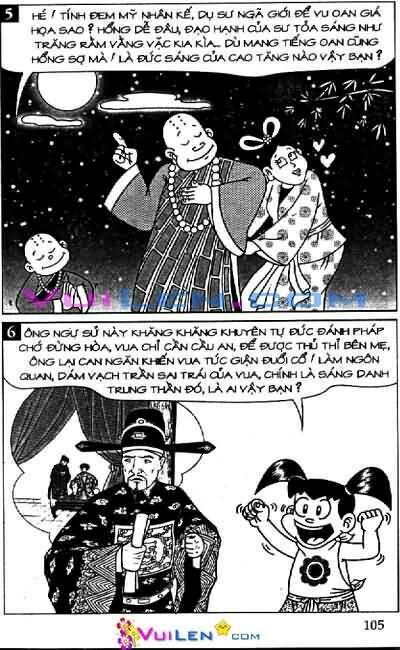 5
HÉ! TÍNH ĐEM MỸ NHÂN KẾ, DỤ SƯ NGÃ GIỚI ĐỂ VU OAN GIÁ
HỌA SAO? HỔNG DỄ ĐÂU, ĐẠO HẠNH CỦA SƯ TỎA SÁNG NHƯ
TRĂNG RẰM VẰNG VẶC KIA KÌA... DÙ MANG TIẾNG OAN CŨNG
HỔNG SỢ MÀ! LÀ ĐỨC SÁNG CỦA CAO TĂNG NÀO VẬY BẠN?
VUILEN.COM
6
ÔNG NGỰ SỬ NÀY KHĂNG KHĂNG KHUYÊN TỰ ĐỨC ĐÁNH PHÁP
CHỚ ĐỪNG HÒA, VUA CHỈ CẦN CẦU AN, ĐỂ ĐƯỢC THỦ THỈ BÊN MẸ,
ÔNG LẠI CAN NGĂN KHIẾN VUA TỨC GIẬN ĐUỔI CỔ! LÀM NGÔN
QUAN, DÁM VẠCH TRẦN SAI TRÁI CỦA VUA, CHÍNH LÀ SÁNG DANH
TRUNG THẦN ĐÓ, LÀ AI VẬY BẠN?
105
VUILEN.COM